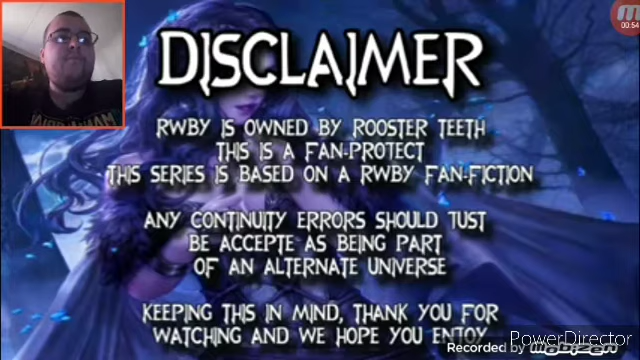 DISCLAIMER
RWBY IS OWNED BY ROOSTER TEETH
THIS IS A FAN-PROTECT
THIS SERIES IS BASED ON A RWBY FAN-FICTION
ANY CONTINUITY ERRORS SHOULD JUST
BE ACCEPTE AS BEING PART
OF AN ALTERNATE UNIVERSE
KEEPING THIS IN MIND, THANK YOU FOR
WATCHING AND WE HOPE YOU ENJOY
PowerDirector
Recorded by mobizen
00:54